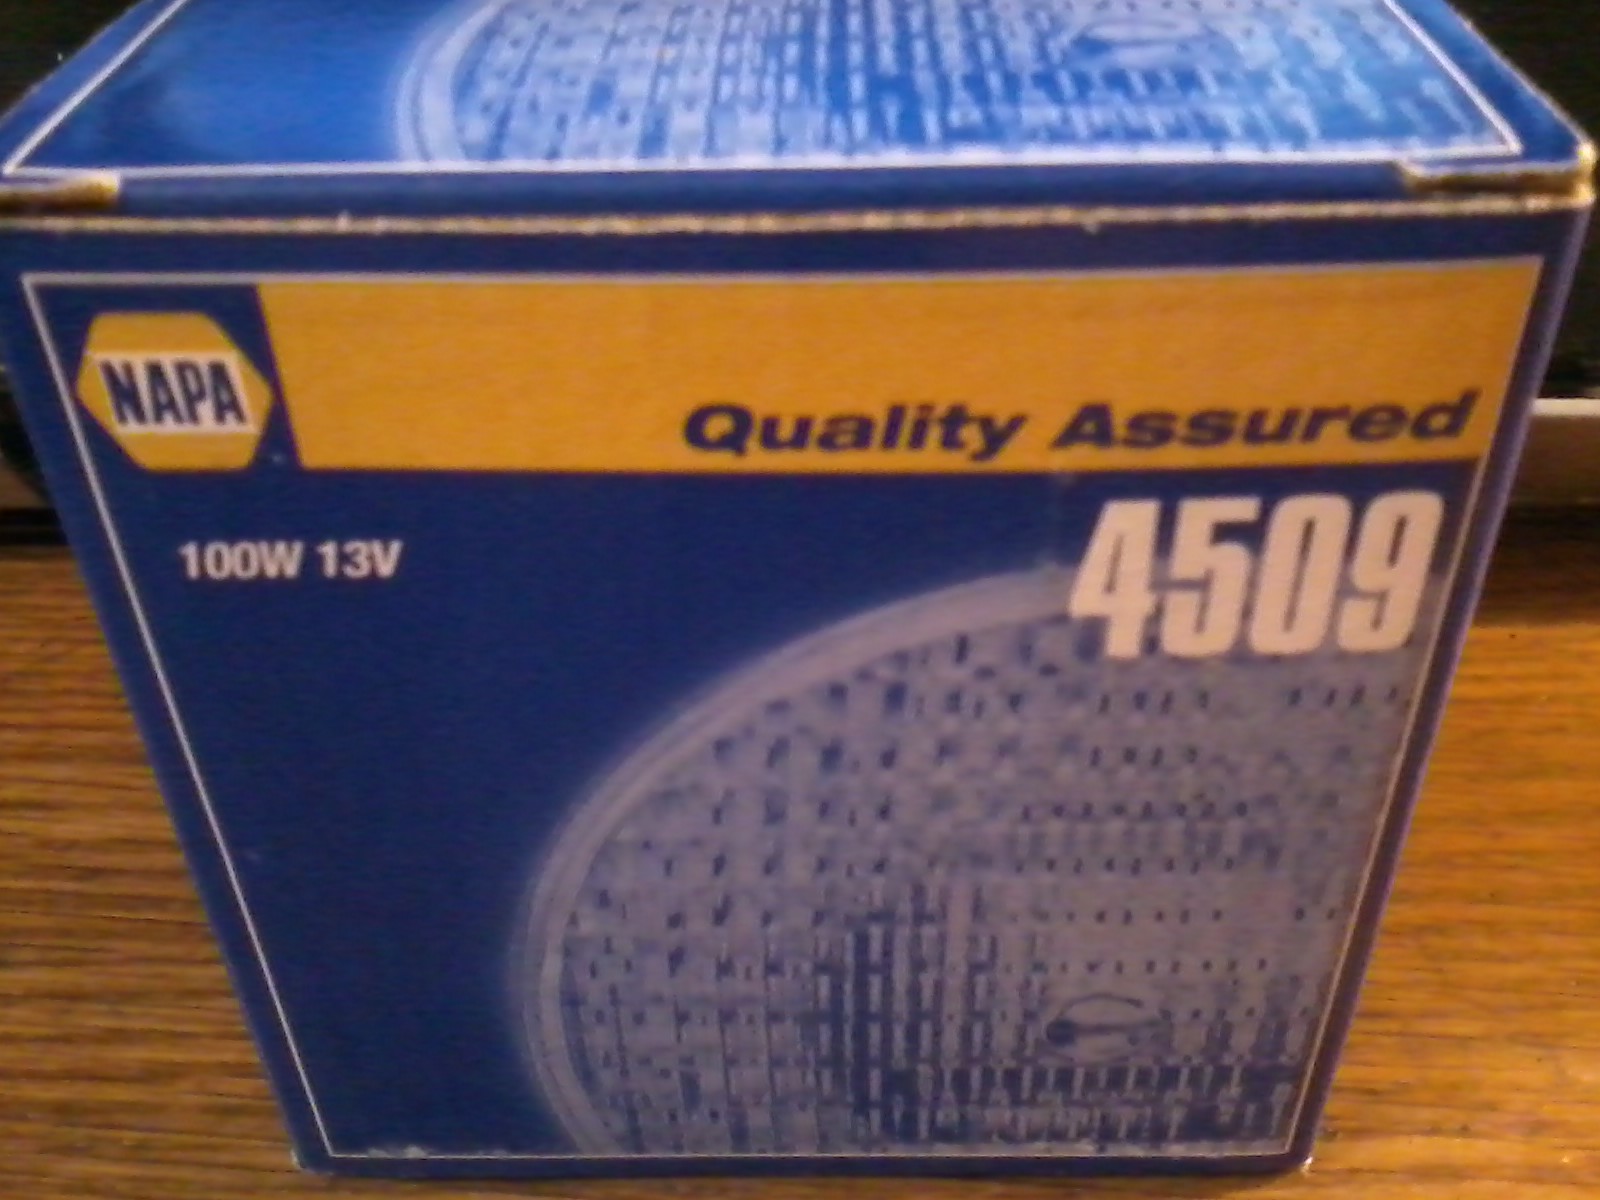 NAPA
Quality Assured
4509
100W 13V